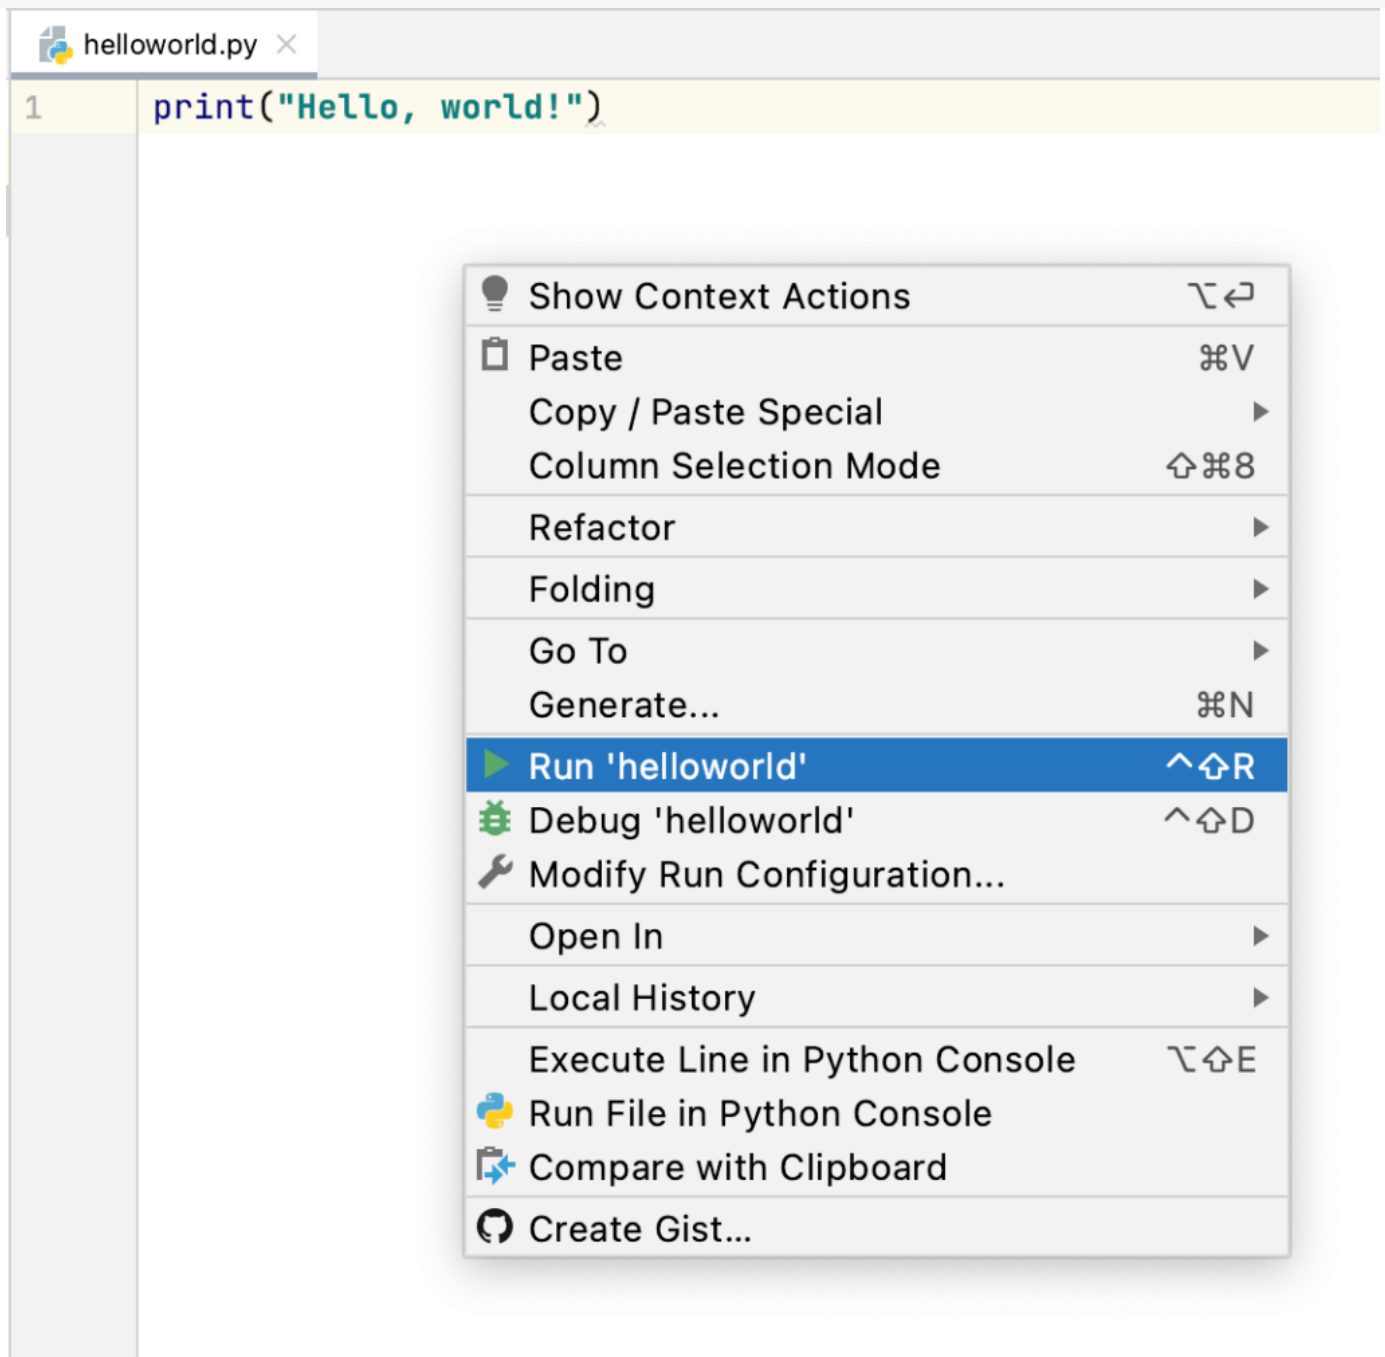 helloworld.py
1 print("Hello, world!")
Show Context Actions ⌥⏎
Paste ⌘V
Copy / Paste Special
Column Selection Mode ⇧⌘8
Refactor
Folding
Go To
Generate... ⌘N
Run 'helloworld' ^⇧R
Debug 'helloworld' ^⇧D
Modify Run Configuration...
Open In
Local History
Execute Line in Python Console ⌥⇧E
Run File in Python Console
Compare with Clipboard
Create Gist...